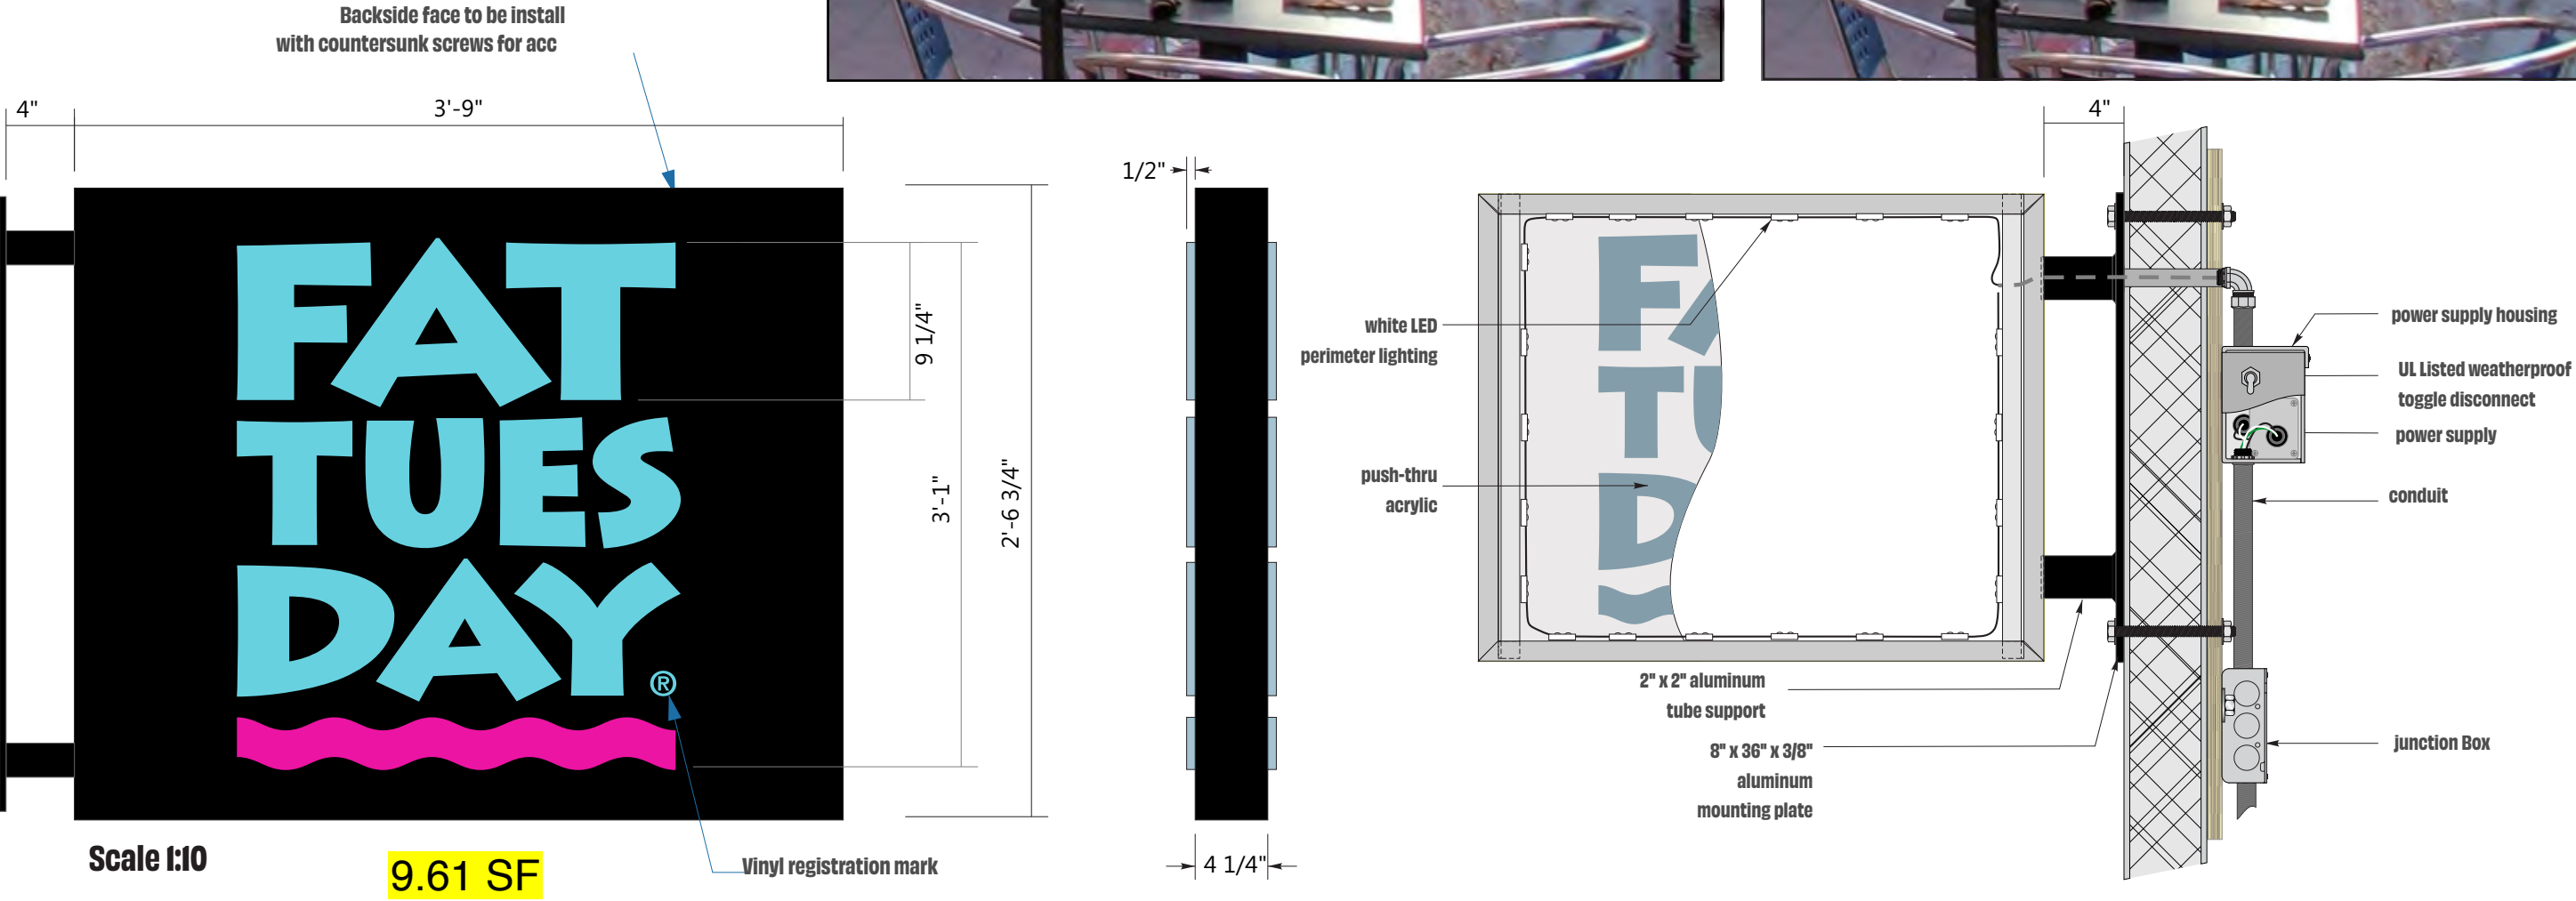 Backside face to be install
with countersunk screws for acc
4"
3'-9"
4"
1/2"
FAT
TUES
DAY
®
9 1/4"
3'-1"
2'-6 3/4"
4 1/4"
Scale 1:10
9.61 SF
Vinyl registration mark
white LED
perimeter lighting
push-thru
acrylic
FA
TU
D
2" x 2" aluminum
tube support
8" x 36" x 3/8"
aluminum
mounting plate
power supply housing
UL Listed weatherproof
toggle disconnect
power supply
conduit
junction Box